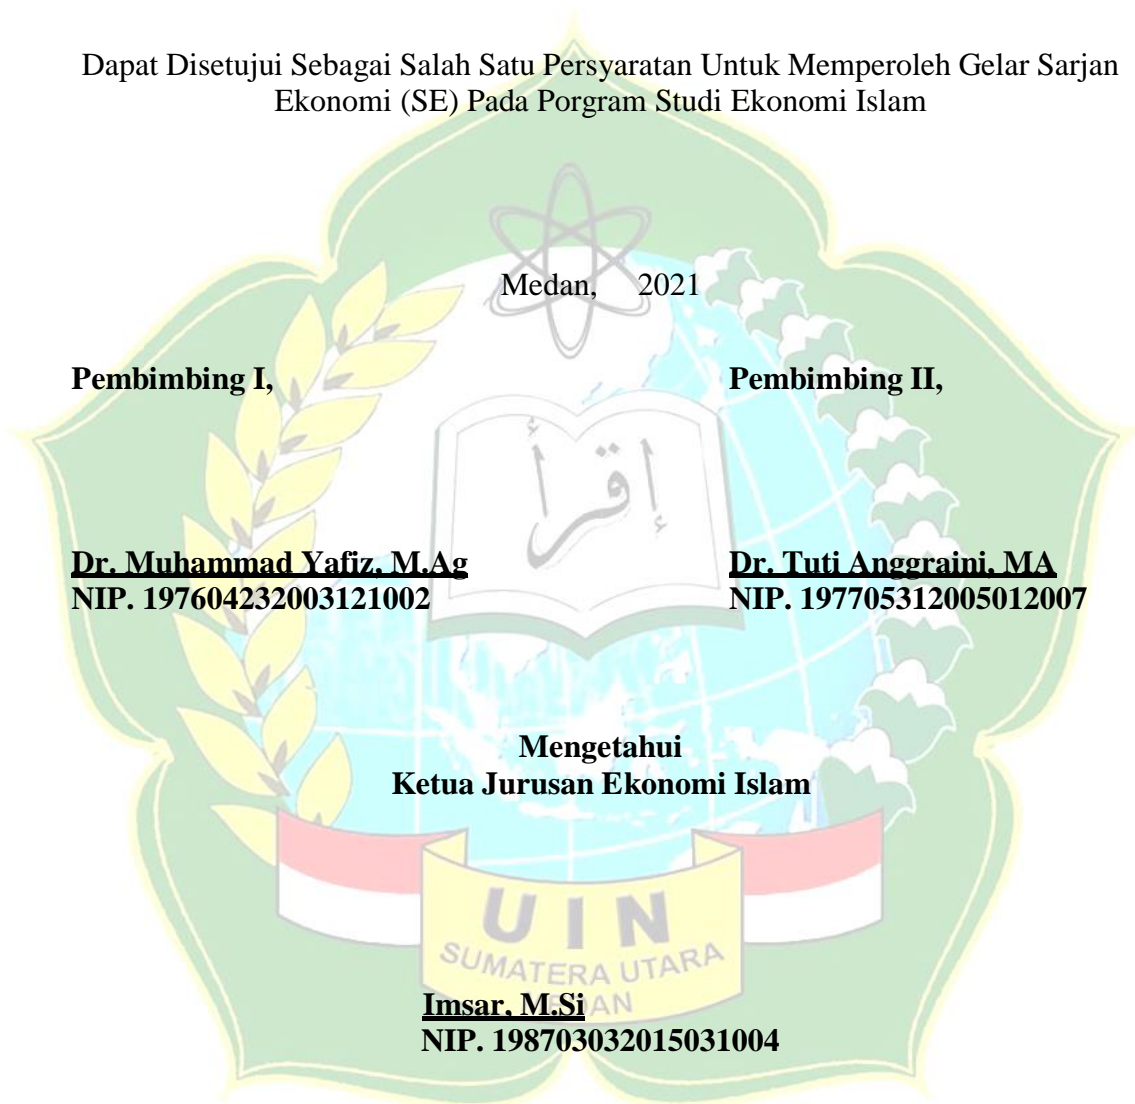 Dapat Disetujui Sebagai Salah Satu Persyaratan Untuk Memperoleh Gelar Sarjan
Ekonomi (SE) Pada Porgram Studi Ekonomi Islam
Medan, 2021
Pembimbing I, Pembimbing II,
إقرأ
Dr. Muhammad Yafiz, M.Ag Dr. Tuti Anggraini, MA
NIP. 197604232003121002 NIP. 197705312005012007
Mengetahui
Ketua Jurusan Ekonomi Islam
UIN
SUMATERA UTARA
Imsar, M.Si
NIP. 198703032015031004